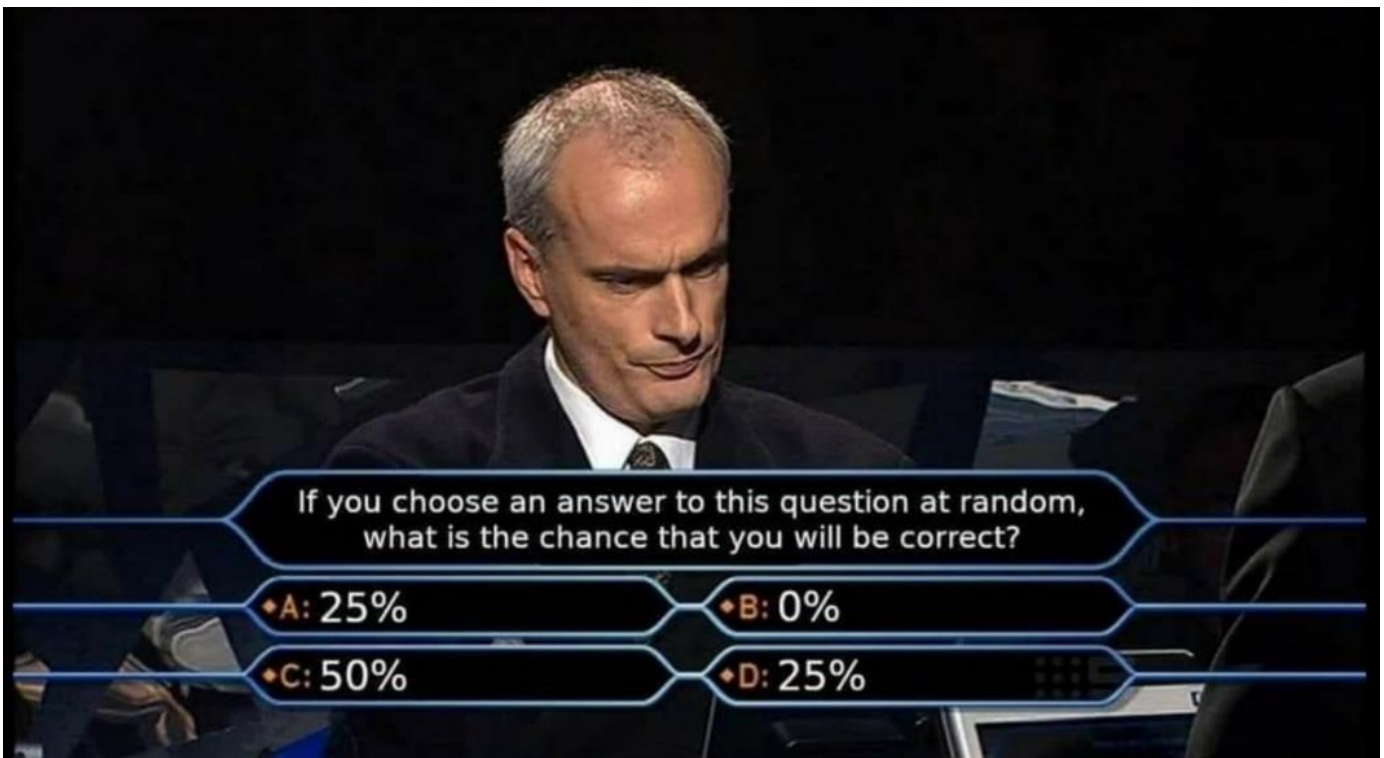 If you choose an answer to this question at random,
what is the chance that you will be correct?
A: 25%
B: 0%
C: 50%
D: 25%